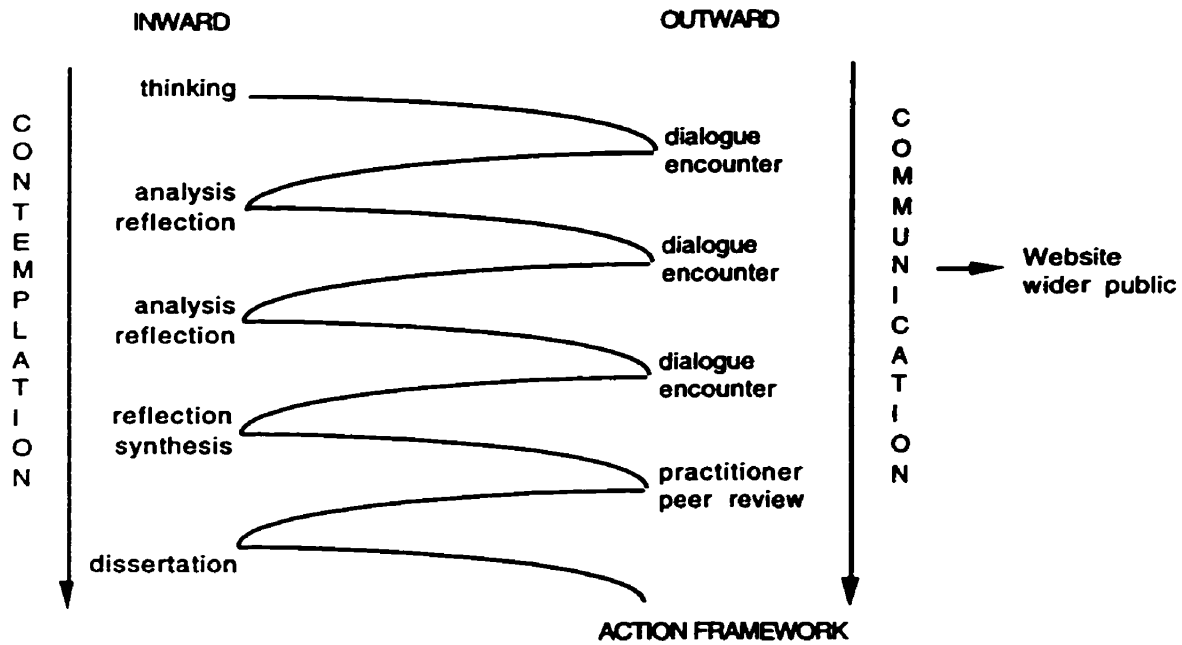 INWARD
OUTWARD
thinking
dialogue
encounter
analysis
reflection
dialogue
encounter
analysis
reflection
dialogue
encounter
reflection
synthesis
practitioner
peer review
dissertation
ACTION FRAMEWORK
CONTEMPLATION
COMMUNICATION
Website
wider public